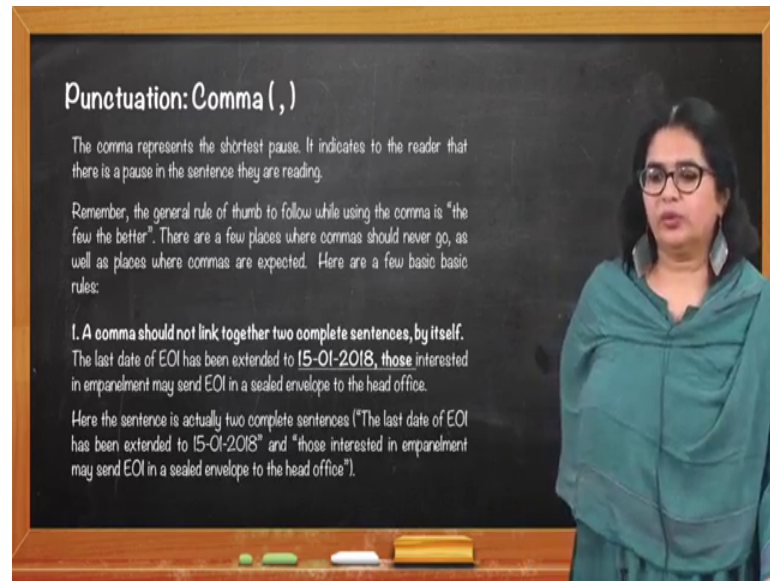 Punctuation: Comma ( , )
The comma represents the shortest pause. It indicates to the reader that
there is a pause in the sentence they are reading.
Remember, the general rule of thumb to follow while using the comma is “the
few the better”. There are a few places where commas should never go, as
well as places where commas are expected. Here are a few basic basic
rules:
1. A comma should not link together two complete sentences, by itself.
The last date of EOI has been extended to 15-01-2018, those interested
in empanelment may send EOI in a sealed envelope to the head office.
Here the sentence is actually two complete sentences (“The last date of EOI
has been extended to 15-01-2018” and “those interested in empanelment
may send EOI in a sealed envelope to the head office”).